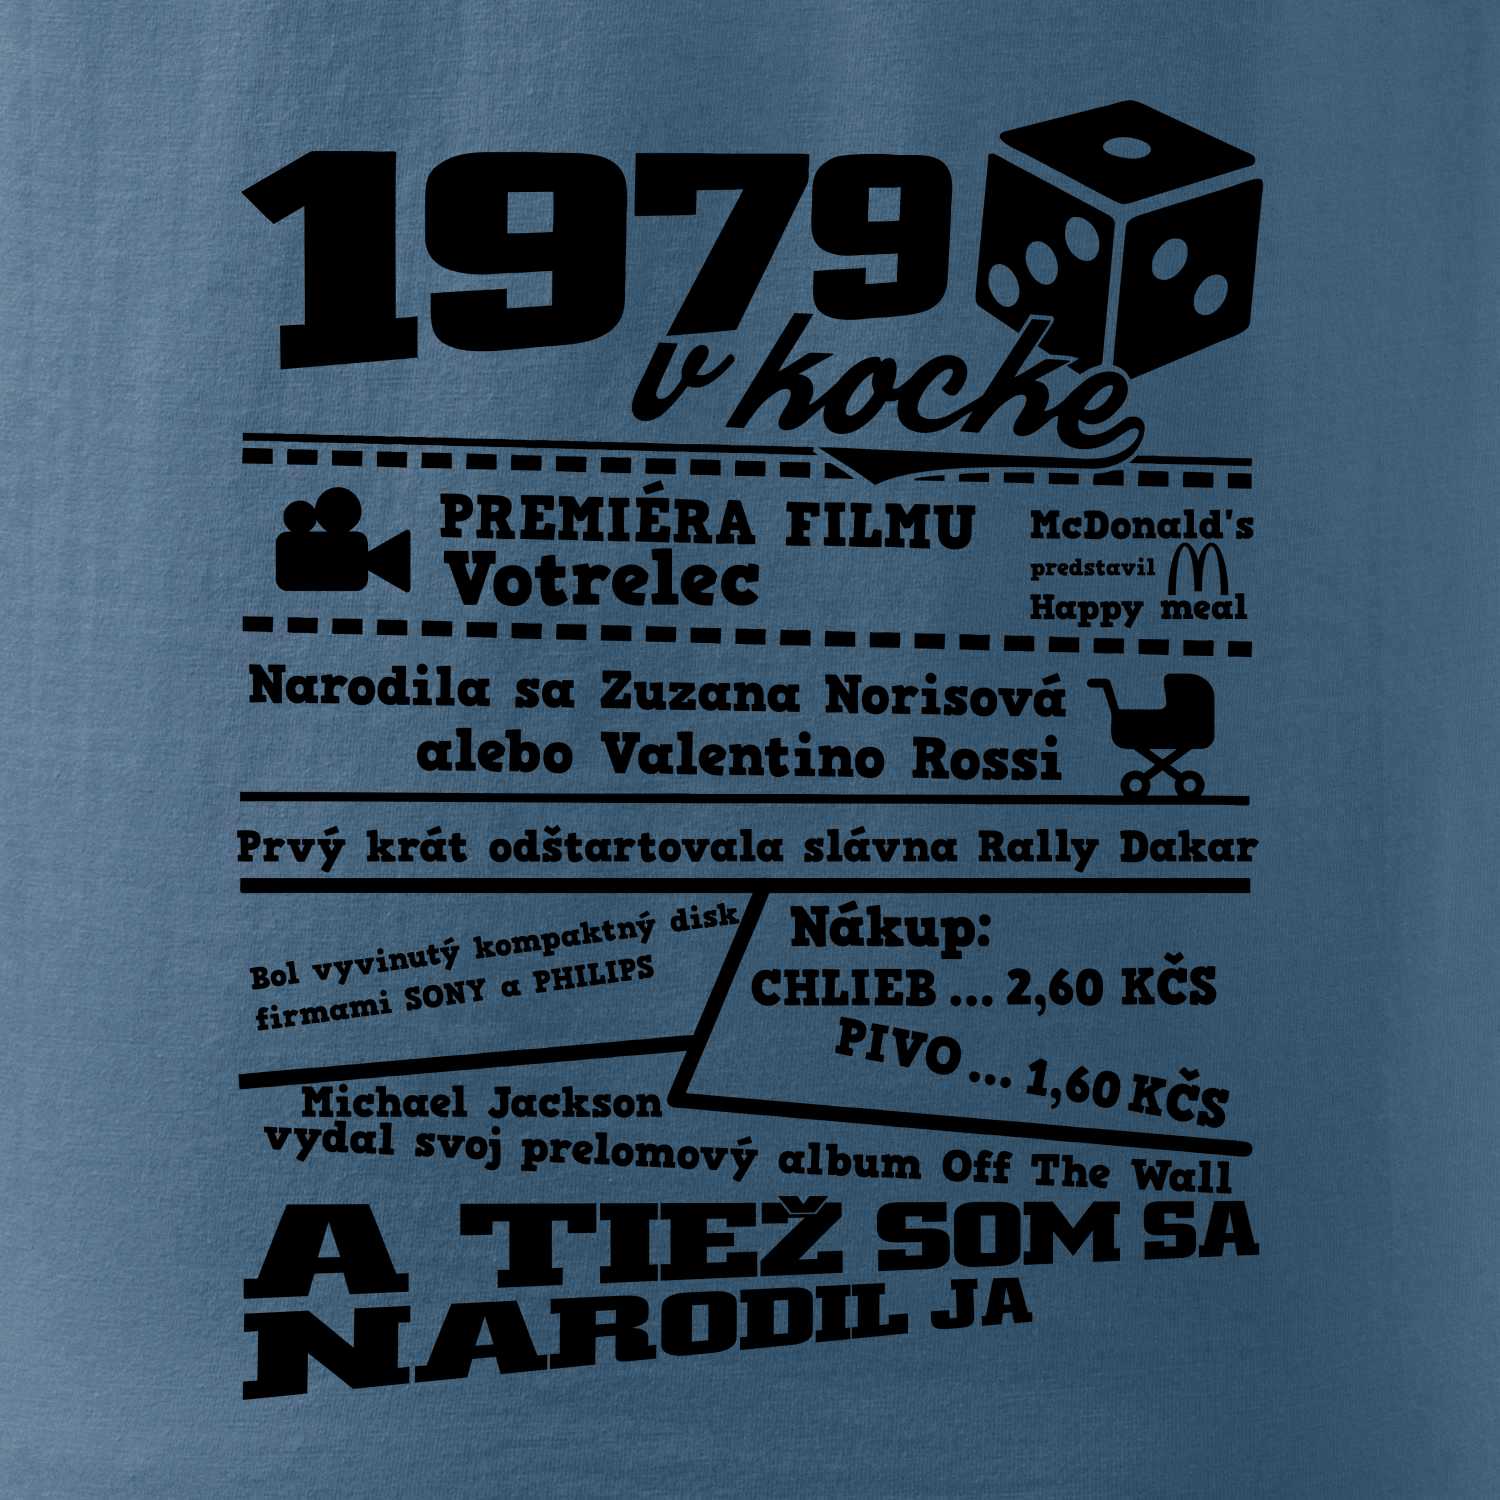 1979
v kocke
PREMIÉRA FILMU
Votrelec
McDonald's
predstavil
Happy meal
Narodila sa Zuzana Norisová
alebo Valentino Rossi
Prvý krát odštartovala slávna Rally Dakar
Bol vyvinutý kompaktný disk
firmami SONY a PHILIPS
Nákup:
CHLIEB ... 2,60 KČS
PIVO ... 1,60 KČS
Michael Jackson
vydal svoj prelomový album Off The Wall
A TIEŽ SOM SA
NARODIL JA